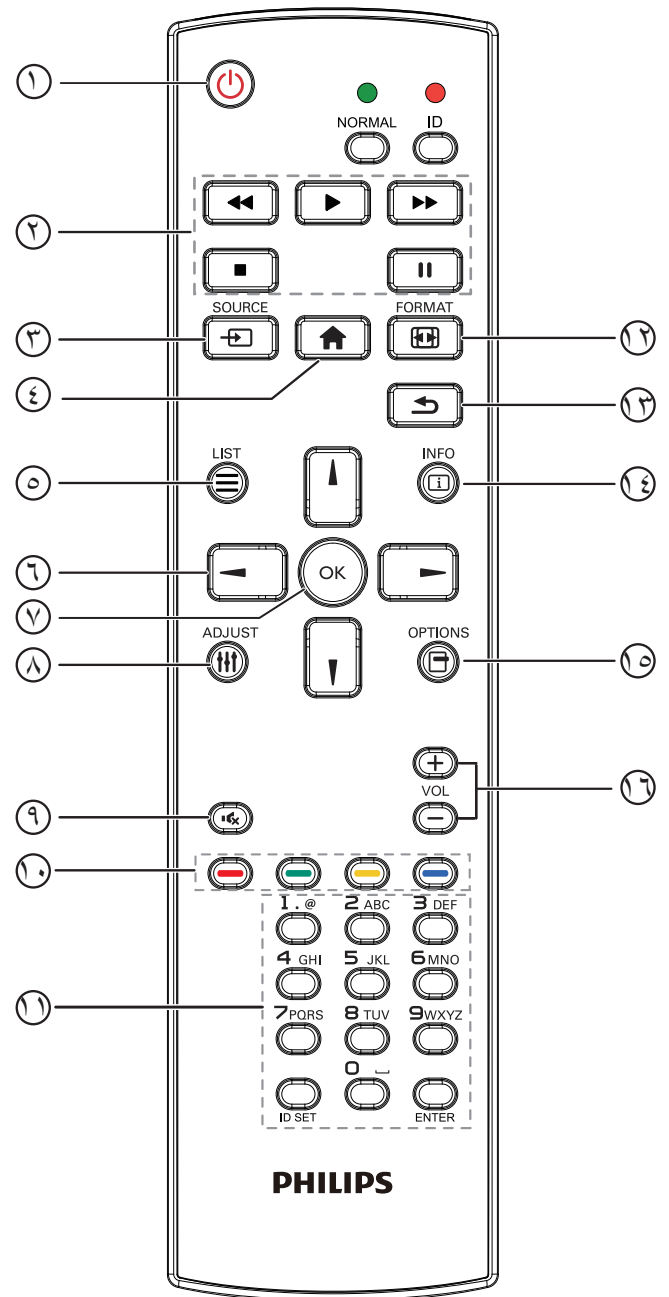 ١
NORMAL ID
٢
SOURCE FORMAT
٣ ١٢
٤
١٣
LIST INFO
٥ ١٤
٦
OK
٧
ADJUST OPTIONS
٨ ١٥
VOL ١٦
٩
١٠
1 . @ 2 ABC 3 DEF
4 GHI 5 JKL 6 MNO
١١
7 PQRS 8 TUV 9 WXYZ
0 ⎵
ID SET ENTER
PHILIPS